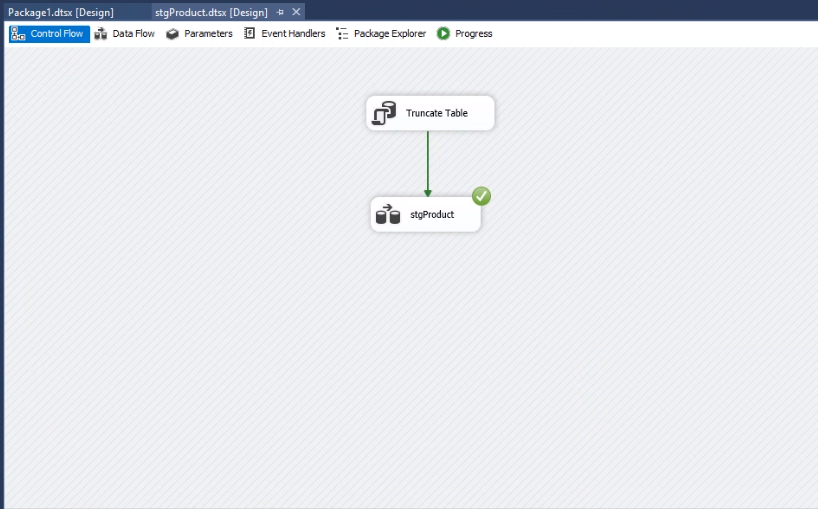 Package1.dtsx [Design] stgProduct.dtsx [Design]
Control Flow Data Flow Parameters Event Handlers Package Explorer Progress
Truncate Table
stgProduct